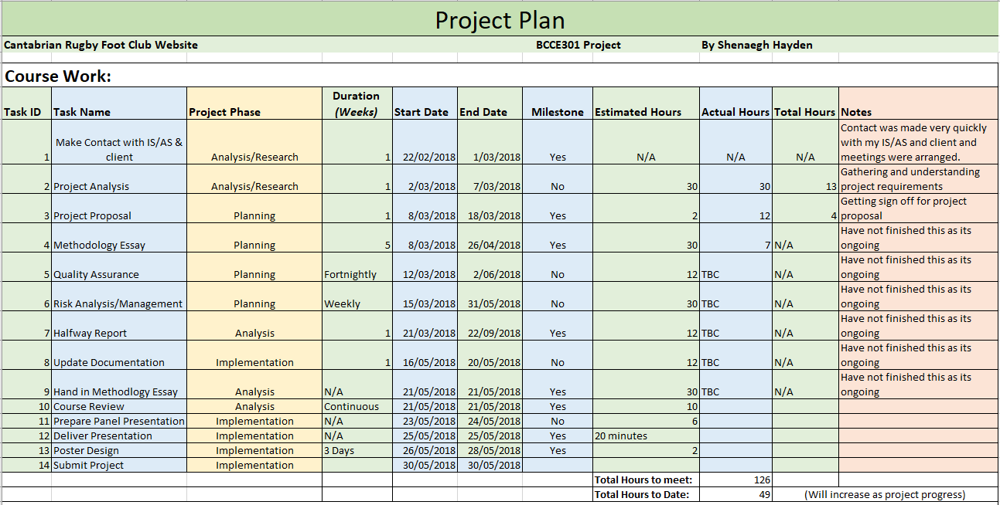 Project Plan
Cantabrian Rugby Foot Club Website BCCE301 Project By Shenaegh Hayden
Course Work:
Task ID Task Name Project Phase Duration (Weeks) Start Date End Date Milestone Estimated Hours Actual Hours Total Hours Notes
1 Make Contact with IS/AS & client Analysis/Research 1 22/02/2018 1/03/2018 Yes N/A N/A N/A Contact was made very quickly with my IS/AS and client and meetings were arranged.
2 Project Analysis Analysis/Research 1 2/03/2018 7/03/2018 No 30 30 13 Gathering and understanding project requirements
3 Project Proposal Planning 1 8/03/2018 18/03/2018 Yes 2 12 4 Getting sign off for project proposal
4 Methodology Essay Planning 5 8/03/2018 26/04/2018 Yes 30 7 N/A Have not finished this as its ongoing
5 Quality Assurance Planning Fortnightly 12/03/2018 2/06/2018 No 12 TBC N/A Have not finished this as its ongoing
6 Risk Analysis/Management Planning Weekly 15/03/2018 31/05/2018 No 30 TBC N/A Have not finished this as its ongoing
7 Halfway Report Analysis 1 21/03/2018 22/09/2018 Yes 12 TBC N/A Have not finished this as its ongoing
8 Update Documentation Implementation 1 16/05/2018 20/05/2018 No 12 TBC N/A Have not finished this as its ongoing
9 Hand in Methodlogy Essay Analysis N/A 21/05/2018 21/05/2018 Yes 30 TBC N/A Have not finished this as its ongoing
10 Course Review Analysis Continuous 21/05/2018 21/05/2018 Yes 10
11 Prepare Panel Presentation Implementation N/A 23/05/2018 24/05/2018 No 6
12 Deliver Presentation Implementation N/A 25/05/2018 25/05/2018 Yes 20 minutes
13 Poster Design Implementation 3 Days 26/05/2018 28/05/2018 Yes 2
14 Submit Project Implementation 30/05/2018 30/05/2018
Total Hours to meet: 126
Total Hours to Date: 49 (Will increase as project progress)